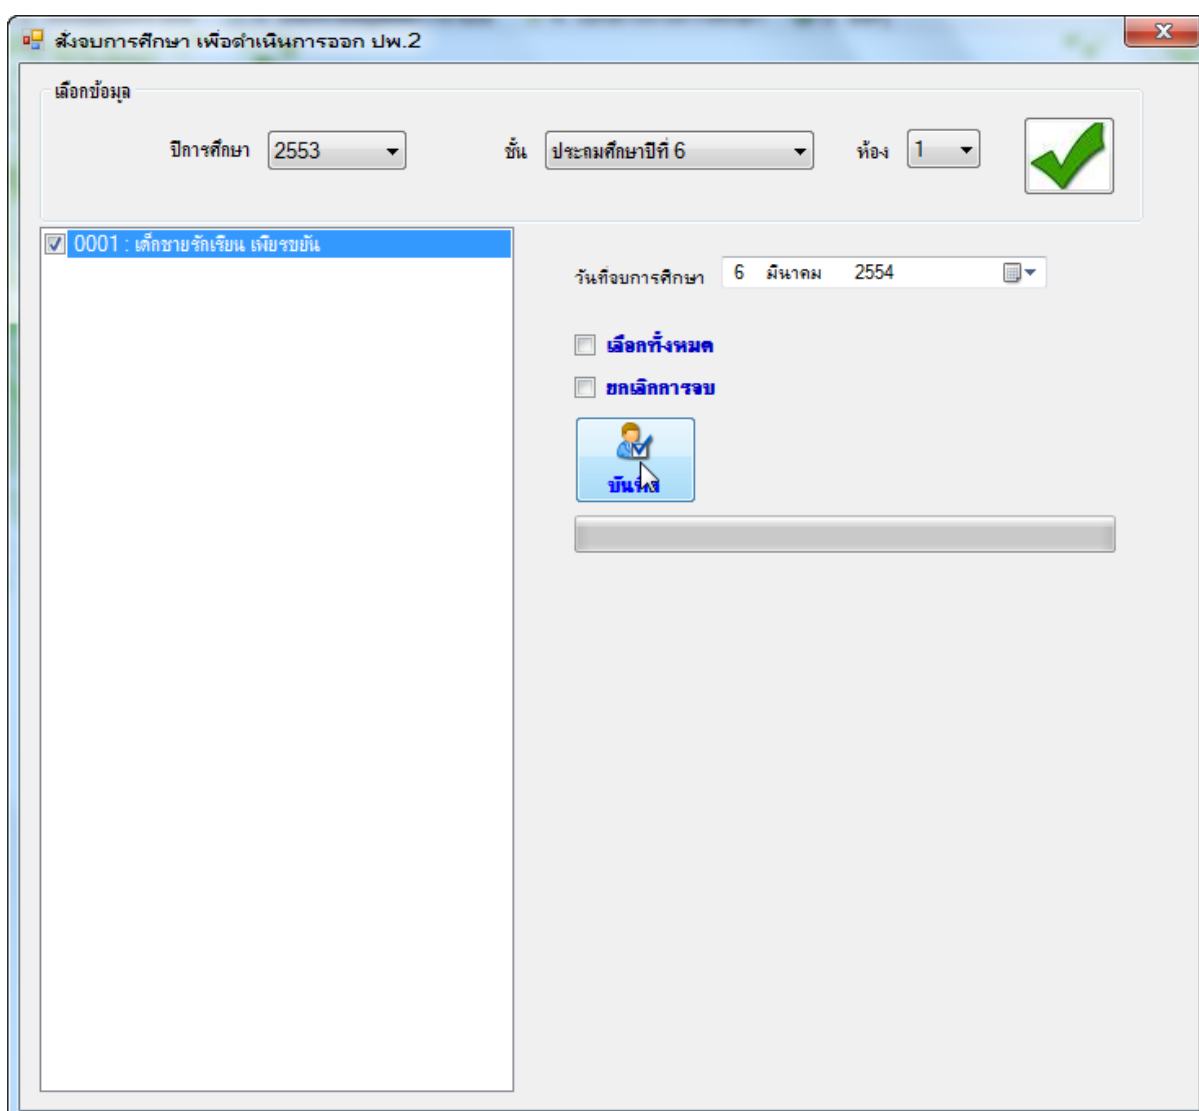 สั่งจบการศึกษา เพื่อดำเนินการออก ปพ.2
เลือกข้อมูล
ปีการศึกษา 2553 ชั้น ประถมศึกษาปีที่ 6 ห้อง 1
0001 : เด็กชายรักเรียน เพียรขยัน
วันที่จบการศึกษา 6 มีนาคม 2554
เลือกทั้งหมด
ยกเลิกการจบ